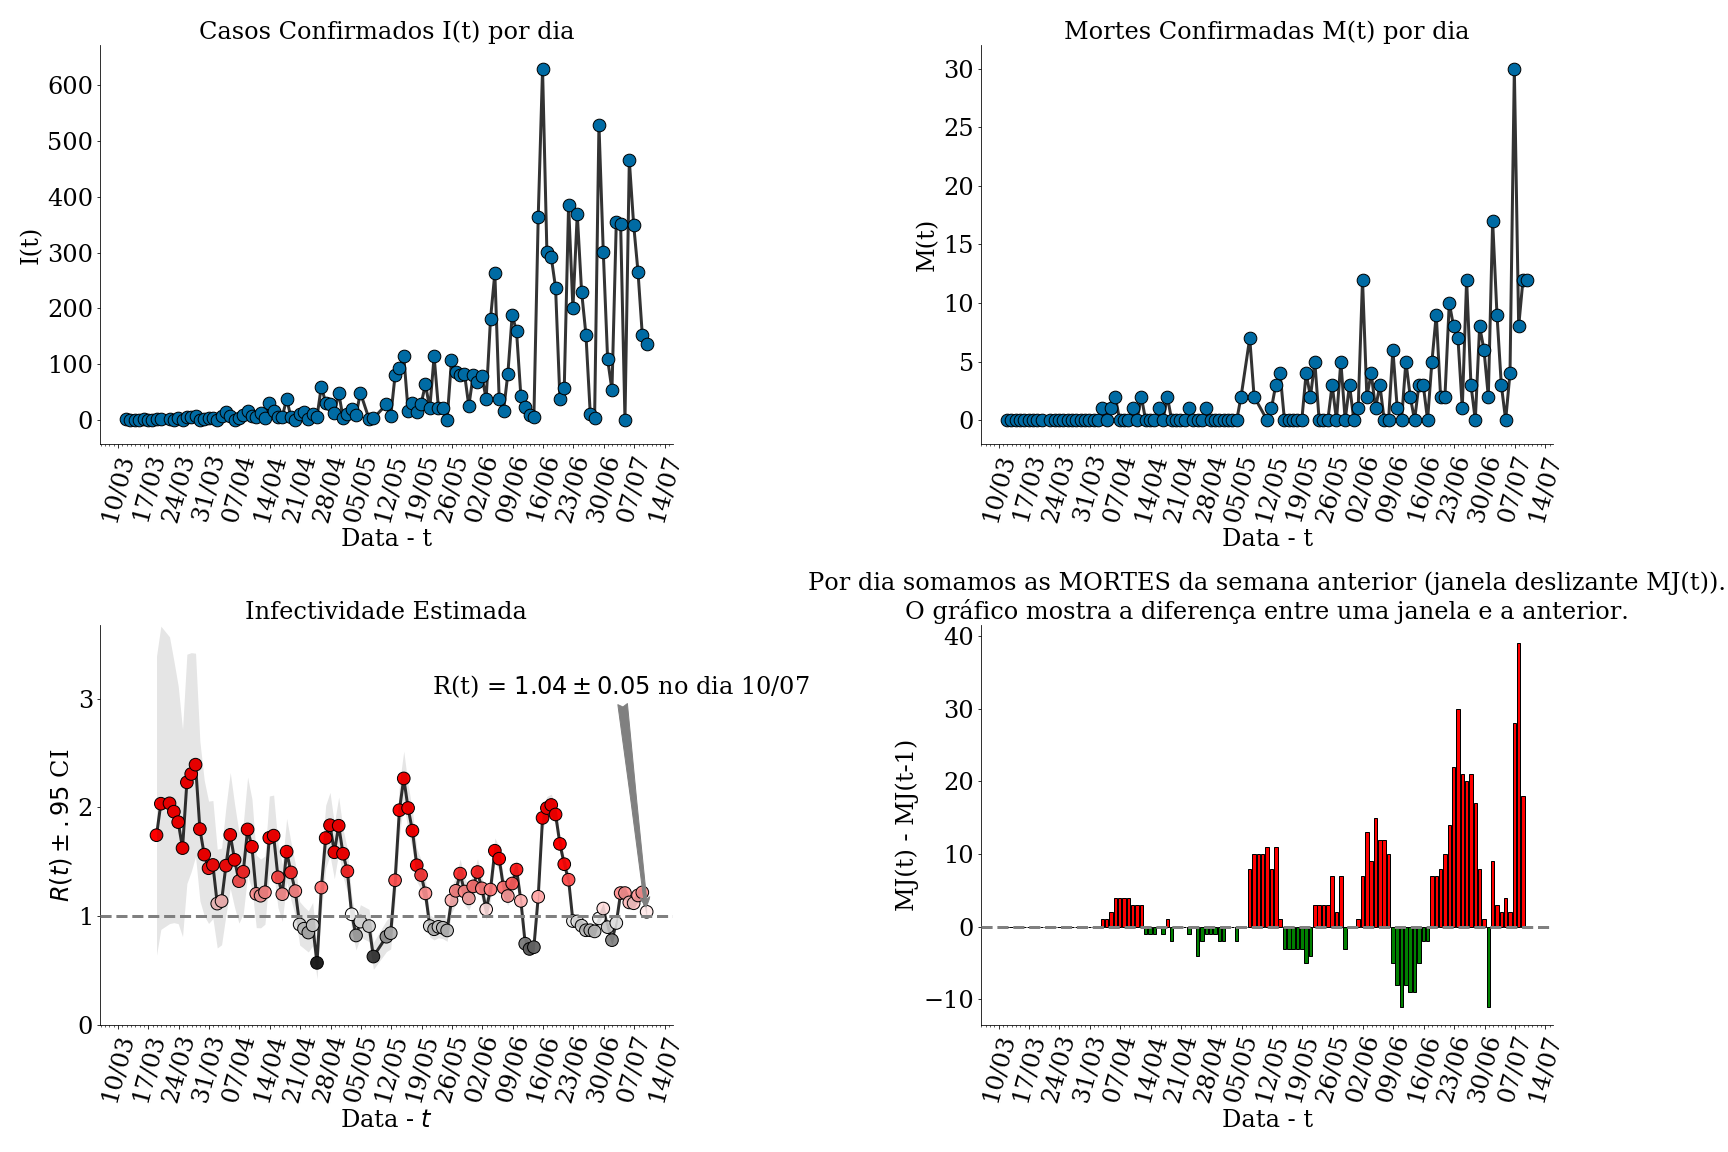 Casos Confirmados I(t) por dia
I(t)
600
500
400
300
200
100
0
10/03 17/03 24/03 31/03 07/04 14/04 21/04 28/04 05/05 12/05 19/05 26/05 02/06 09/06 16/06 23/06 30/06 07/07 14/07
Data - t
Mortes Confirmadas M(t) por dia
M(t)
30
25
20
15
10
5
0
10/03 17/03 24/03 31/03 07/04 14/04 21/04 28/04 05/05 12/05 19/05 26/05 02/06 09/06 16/06 23/06 30/06 07/07 14/07
Data - t
Infectividade Estimada
R(t) ± .95 CI
R(t) = 1.04 ± 0.05 no dia 10/07
3
2
1
0
10/03 17/03 24/03 31/03 07/04 14/04 21/04 28/04 05/05 12/05 19/05 26/05 02/06 09/06 16/06 23/06 30/06 07/07 14/07
Data - t
Por dia somamos as MORTES da semana anterior (janela deslizante MJ(t)).
O gráfico mostra a diferença entre uma janela e a anterior.
MJ(t) - MJ(t-1)
40
30
20
10
0
−10
10/03 17/03 24/03 31/03 07/04 14/04 21/04 28/04 05/05 12/05 19/05 26/05 02/06 09/06 16/06 23/06 30/06 07/07 14/07
Data - t